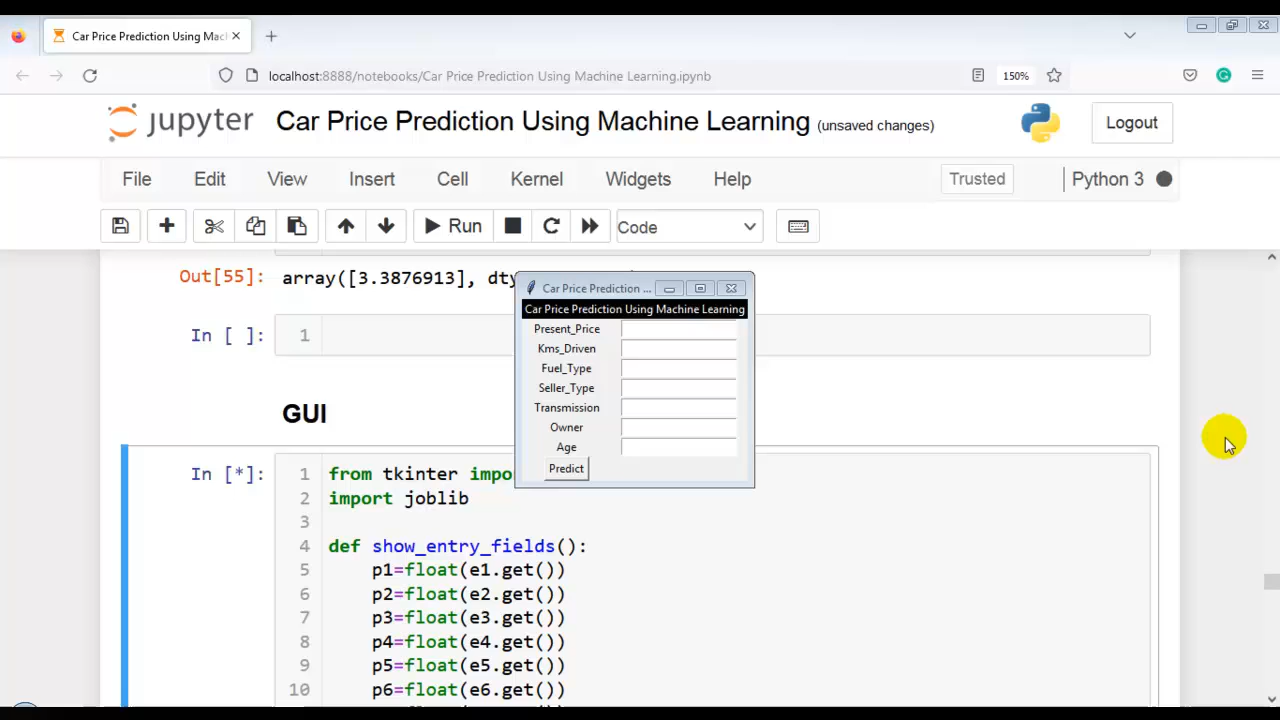 Car Price Prediction Using Mac
localhost:8888/notebooks/Car Price Prediction Using Machine Learning.ipynb
150%
jupyter
Car Price Prediction Using Machine Learning (unsaved changes)
Logout
File Edit View Insert Cell Kernel Widgets Help
Trusted
Python 3
Run
Code
Out[55]: array([3.3876913], dty
In [ ]: 1
Car Price Prediction ...
Car Price Prediction Using Machine Learning
Present_Price
Kms_Driven
Fuel_Type
Seller_Type
Transmission
Owner
Age
Predict
GUI
In [*]: 1 from tkinter impo
2 import joblib
3
4 def show_entry_fields():
5 p1=float(e1.get())
6 p2=float(e2.get())
7 p3=float(e3.get())
8 p4=float(e4.get())
9 p5=float(e5.get())
10 p6=float(e6.get())